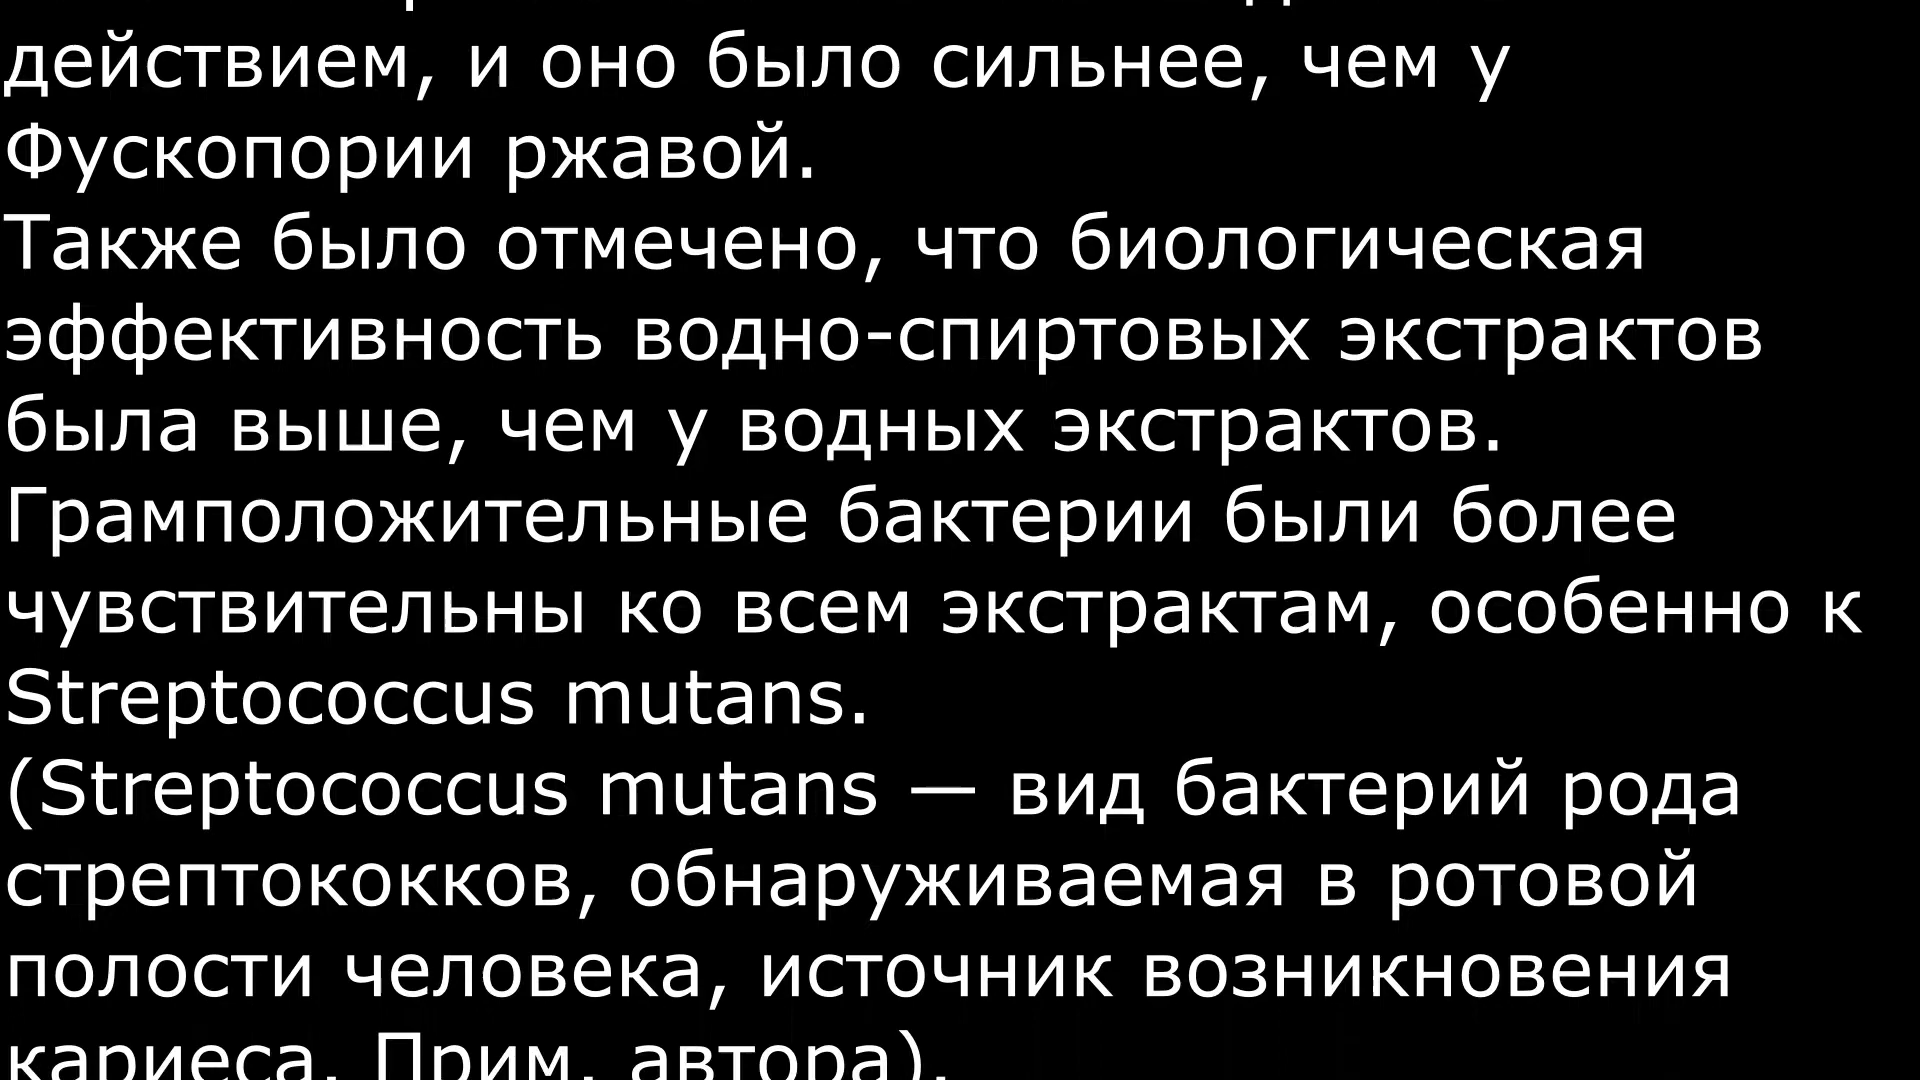 действием, и оно было сильнее, чем у
Фускопории ржавой.
Также было отмечено, что биологическая
эффективность водно-спиртовых экстрактов
была выше, чем у водных экстрактов.
Грамположительные бактерии были более
чувствительны ко всем экстрактам, особенно к
Streptococcus mutans.
(Streptococcus mutans — вид бактерий рода
стрептококков, обнаруживаемая в ротовой
полости человека, источник возникновения
кариеса. Прим. автора).